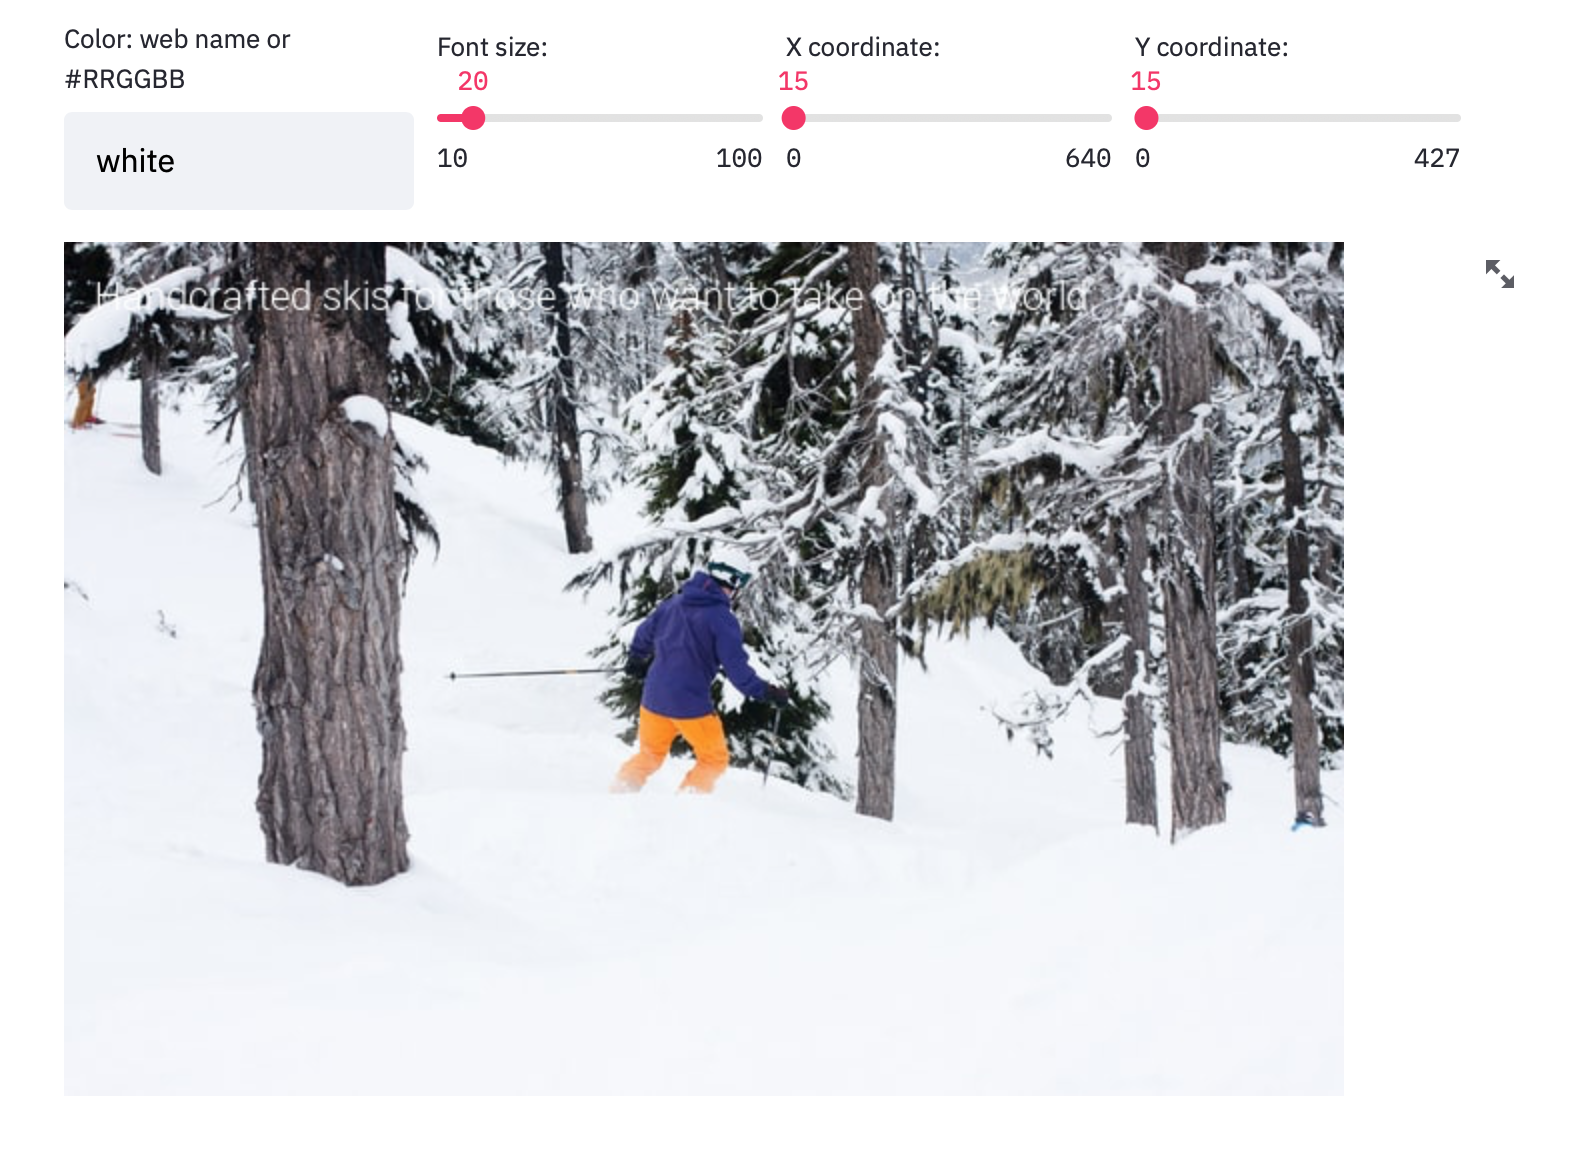 Color: web name or
#RRGGBB
white
Font size:
20
10 100
X coordinate:
15
0 640
Y coordinate:
15
0 427
Handcrafted skis for those who want to take on the world